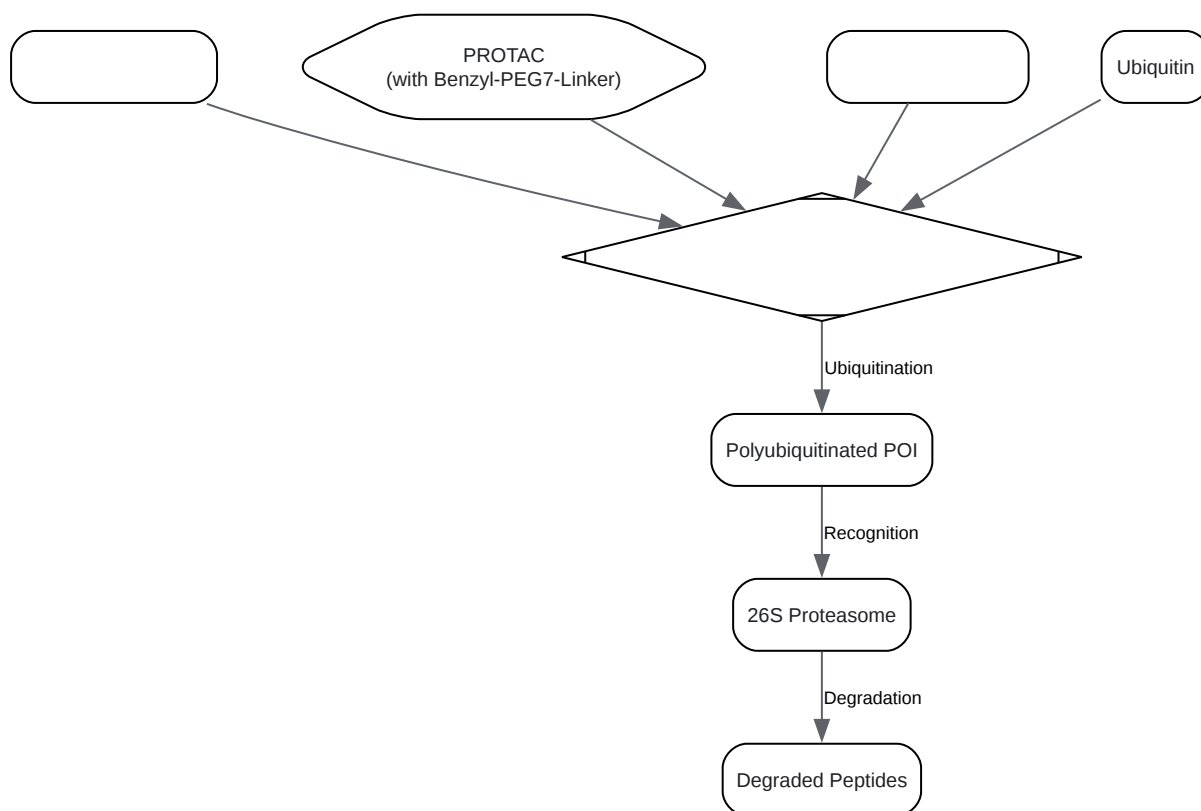 PROTAC
(with Benzyl-PEG7-Linker)
Ubiquitin
Ubiquitination
Polyubiquitinated POI
Recognition
26S Proteasome
Degradation
Degraded Peptides